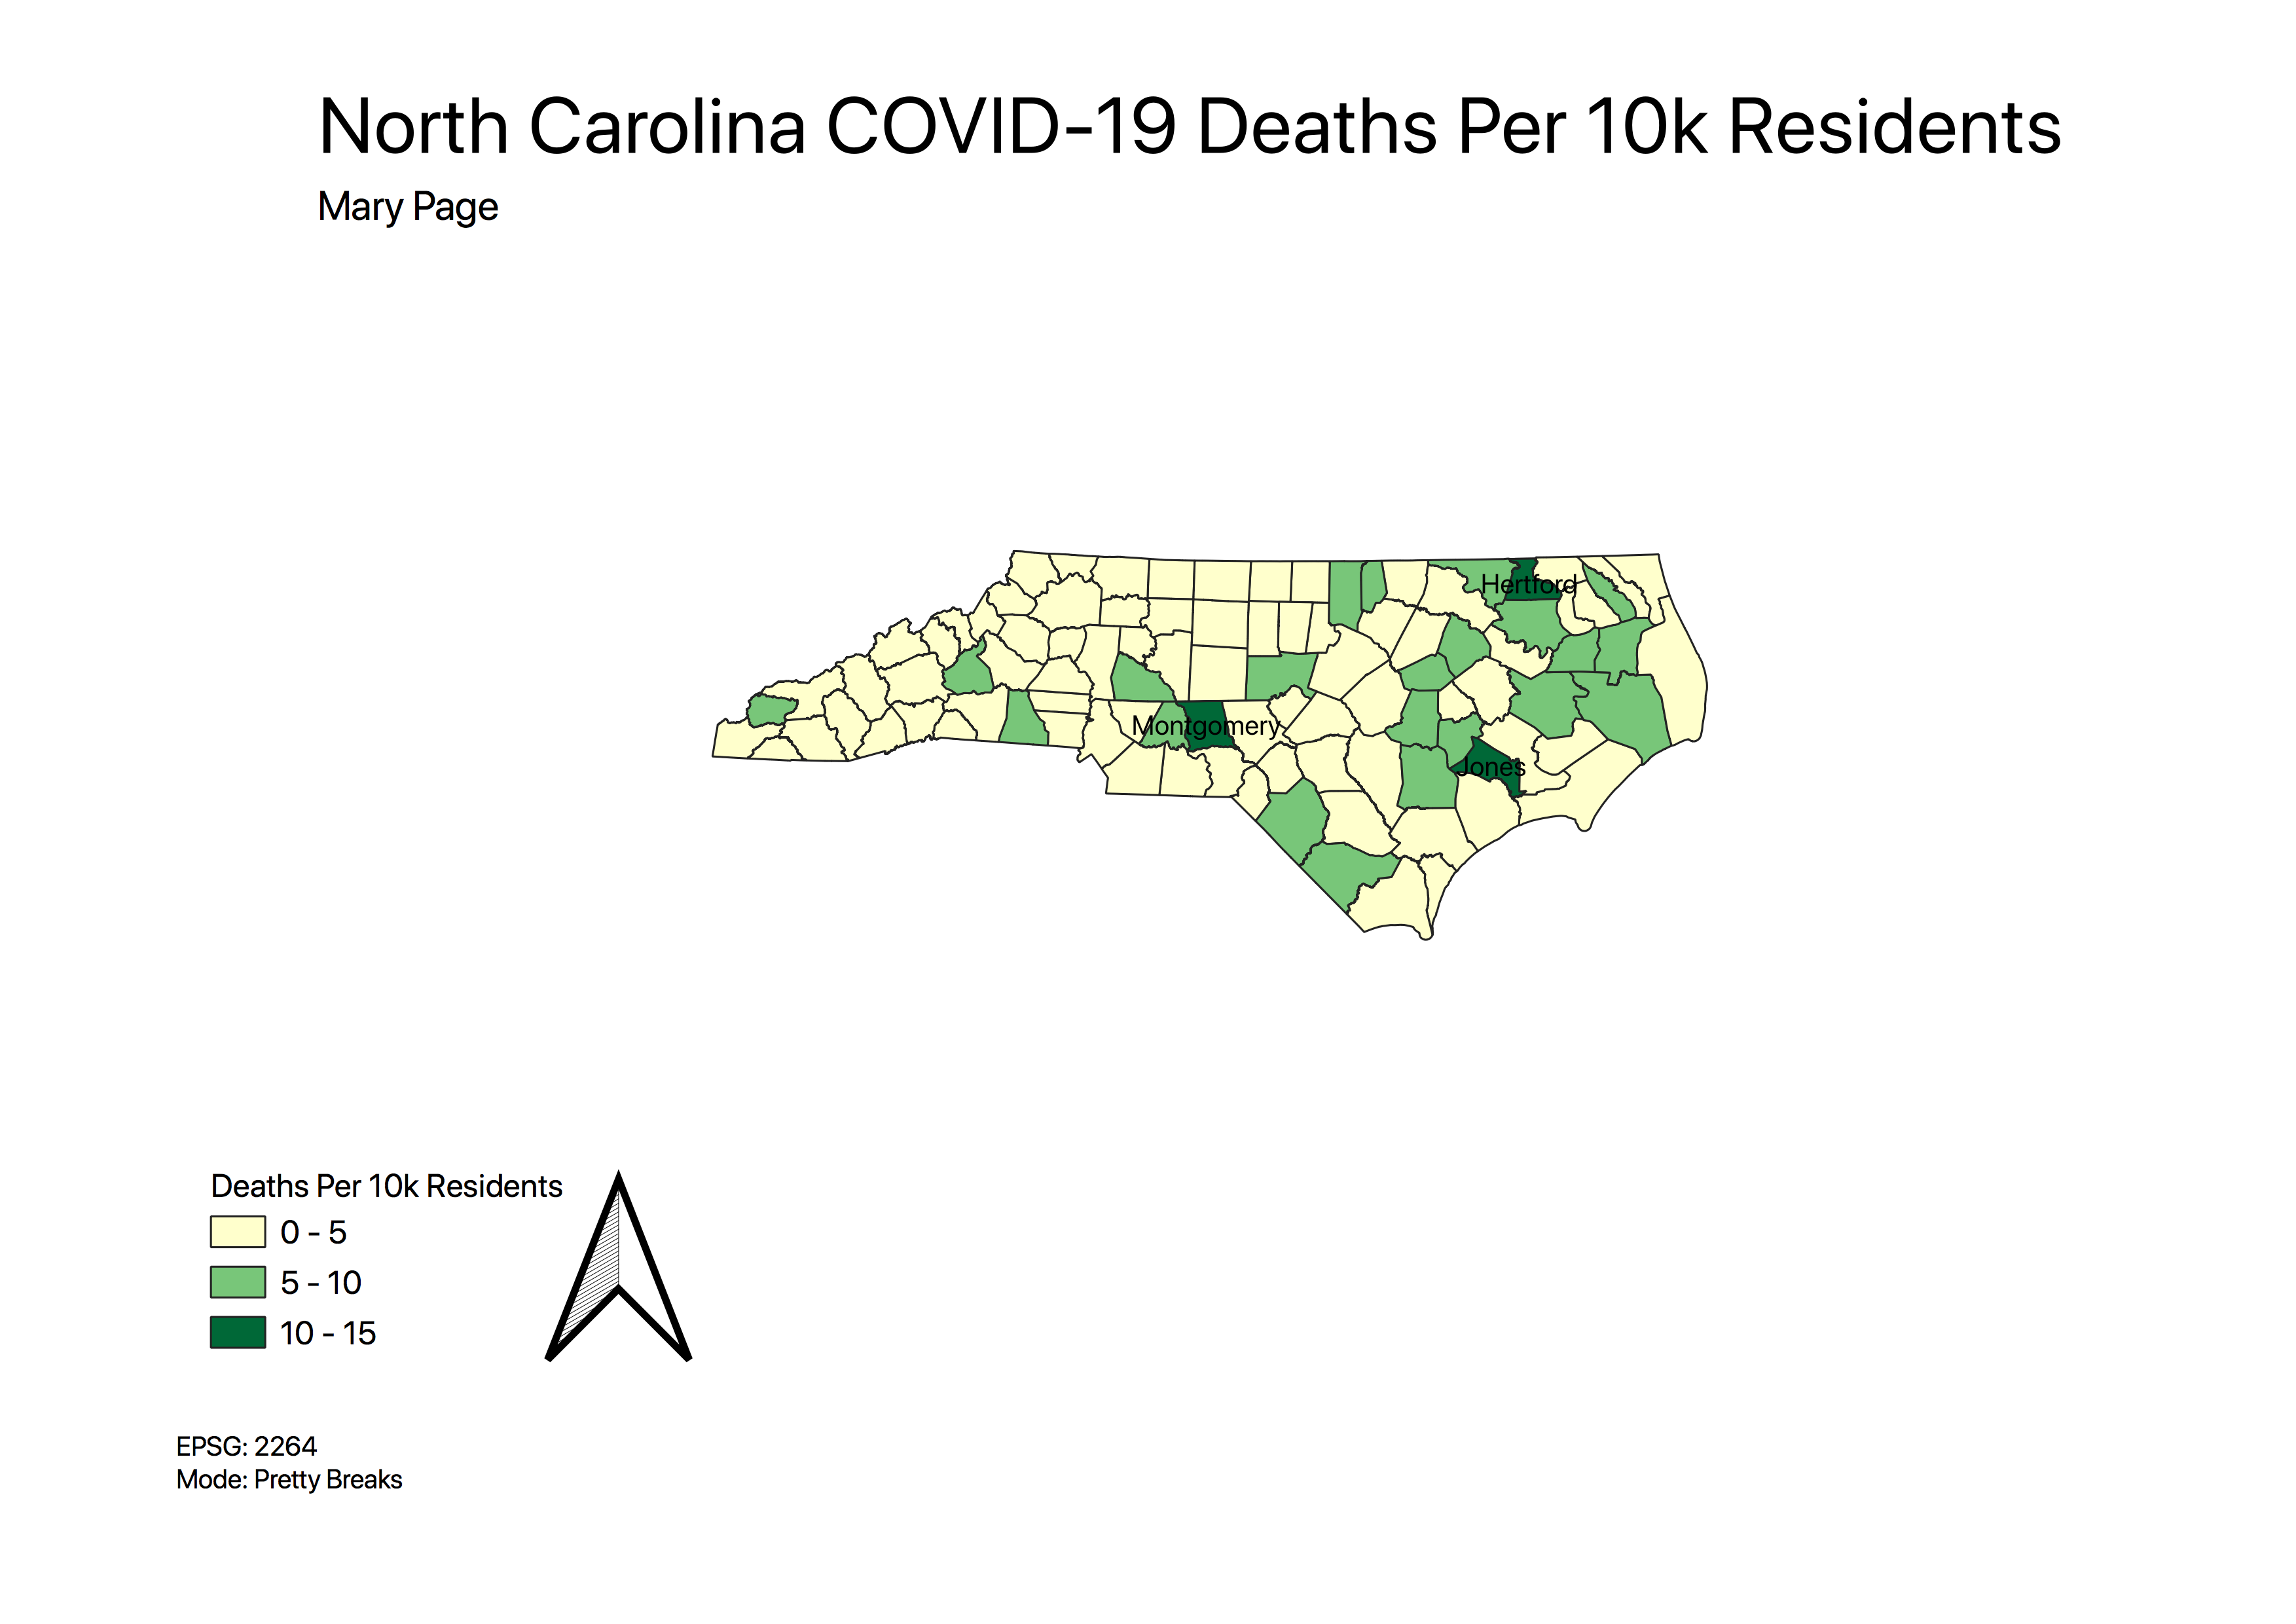 North Carolina COVID-19 Deaths Per 10k Residents
Mary Page
Hertford
Montgomery
Jones
Deaths Per 10k Residents
0 - 5
5 - 10
10 - 15
EPSG: 2264
Mode: Pretty Breaks